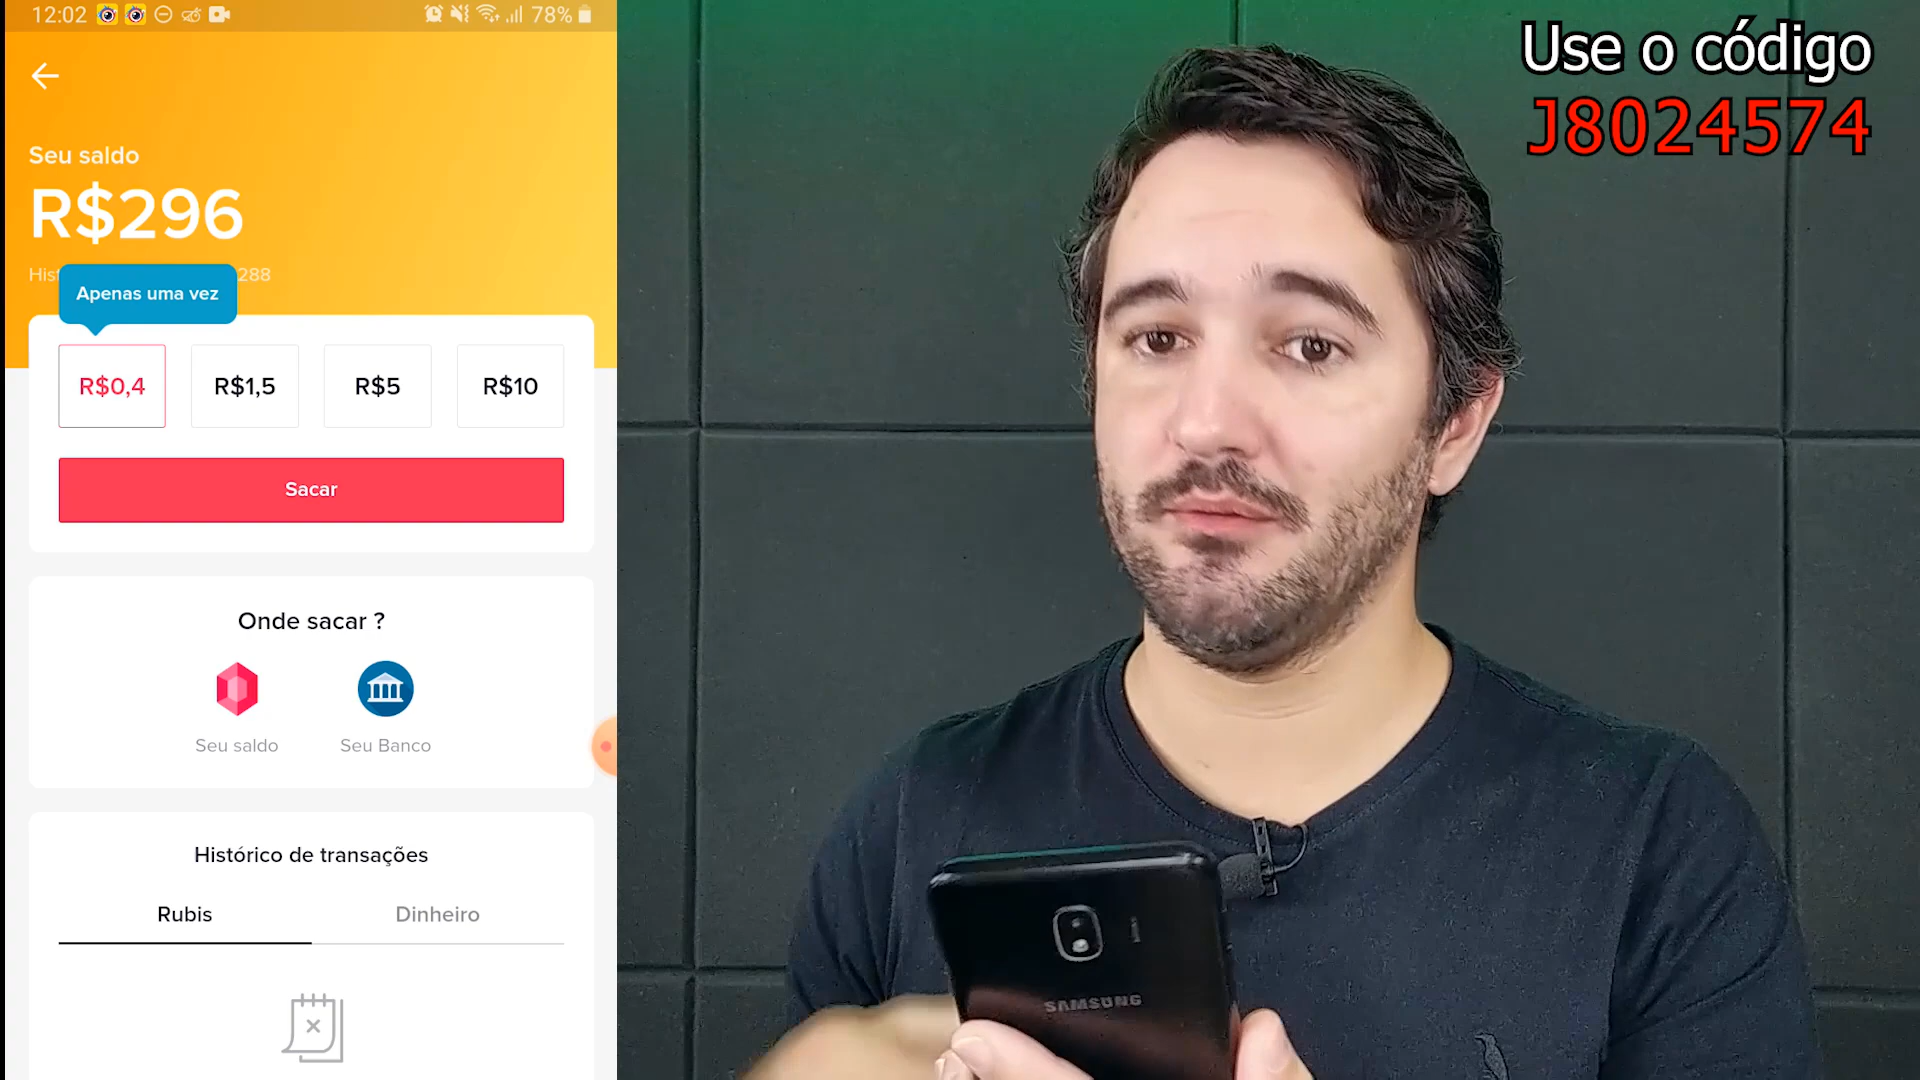 12:02
78%
Seu saldo
R$296
His
288
Apenas uma vez
R$0,4
R$1,5
R$5
R$10
Sacar
Onde sacar ?
Seu saldo
Seu Banco
Histórico de transações
Rubis
Dinheiro
Use o código
J8024574
SAMSUNG